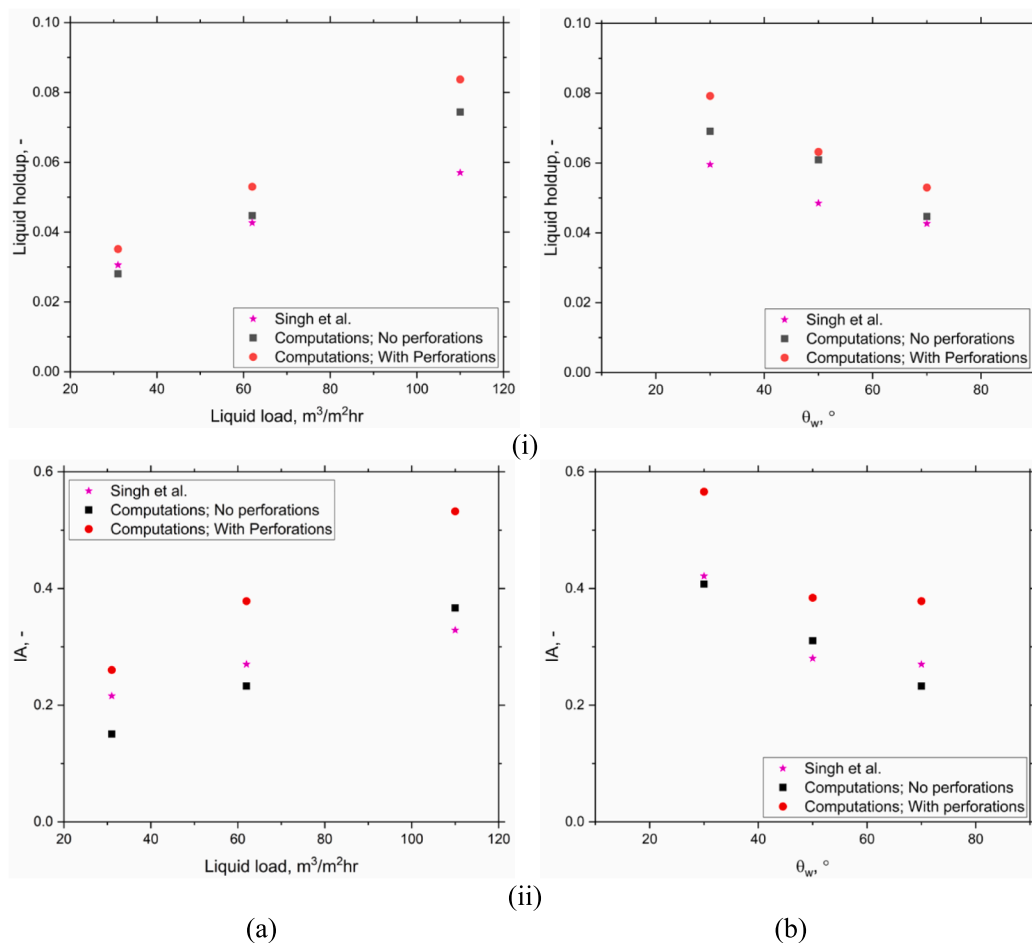 0.10
0.08
0.06
0.04
0.02
0.00
Liquid holdup, -
Singh et al.
Computations; No perforations
Computations; With Perforations
20 40 60 80 100 120
Liquid load, m³/m²hr
0.10
0.08
0.06
0.04
0.02
0.00
Liquid holdup, -
Singh et al.
Computations; No perforations
Computations; With Perforations
20 40 60 80
θw, °
(i)
0.6
0.4
0.2
0.0
IA, -
Singh et al.
Computations; No perforations
Computations; With Perforations
20 40 60 80 100 120
Liquid load, m³/m²hr
0.6
0.4
0.2
0.0
IA, -
Singh et al.
Computations; No perforations
Computations; With perforations
20 40 60 80
θw, °
(ii)
(a) (b)